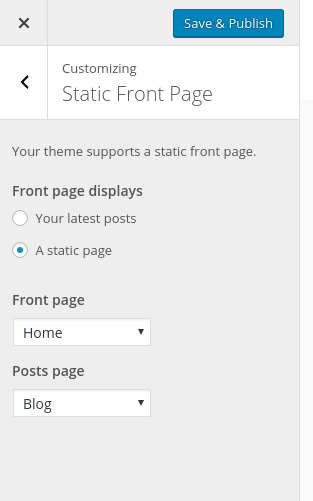 Save & Publish
Customizing
Static Front Page
Your theme supports a static front page.
Front page displays
Your latest posts
A static page
Front page
Home
Posts page
Blog